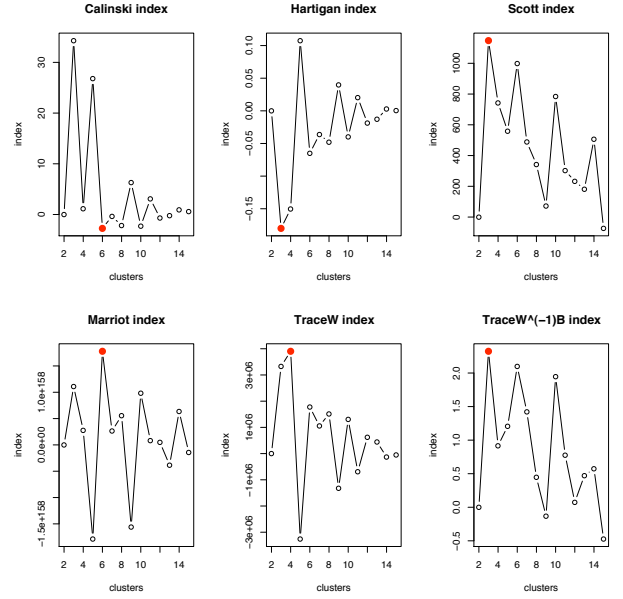 Calinski index
index
0
10
20
30
2 4 6 8 10 14
clusters
Hartigan index
index
−0.15
−0.05
0.00
0.05
0.10
2 4 6 8 10 14
clusters
Scott index
index
0
200
400
600
800
1000
2 4 6 8 10 14
clusters
Marriot index
index
−1.5e+158
0.0e+00
1.0e+158
2 4 6 8 10 14
clusters
TraceW index
index
−3e+06
−1e+06
1e+06
3e+06
2 4 6 8 10 14
clusters
TraceW^(−1)B index
index
−0.5
0.0
0.5
1.0
1.5
2.0
2 4 6 8 10 14
clusters